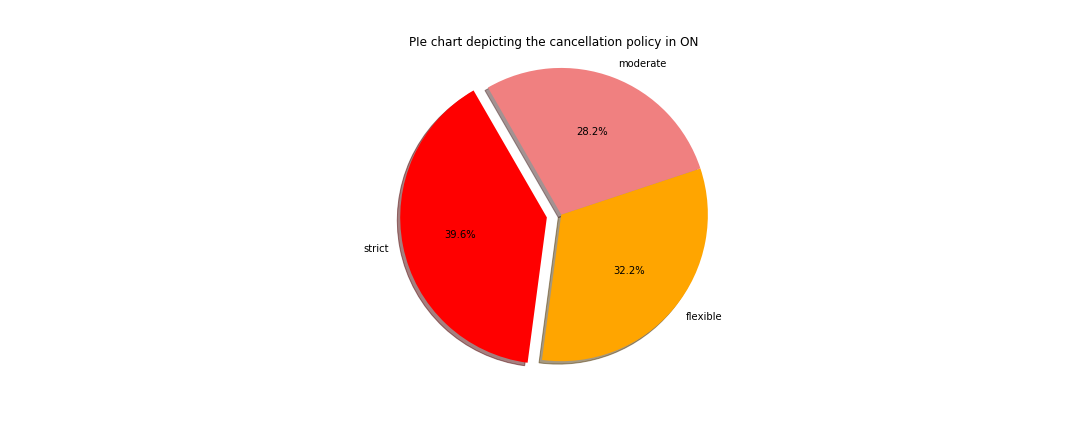 PIe chart depicting the cancellation policy in ON
moderate
28.2%
39.6%
strict
32.2%
flexible